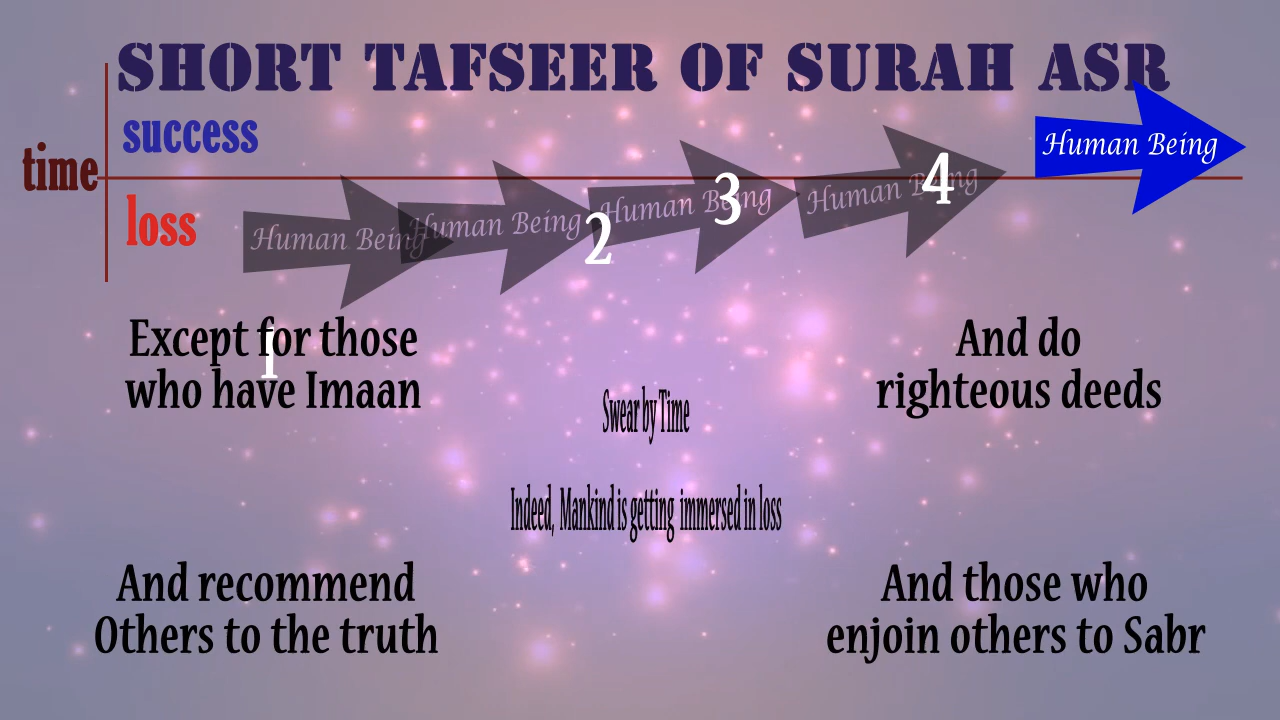 SHORT TAFSEER OF SURAH ASR
success
time
loss
Human Being
Human Being
Human Being
Human Being
Human Being
1
2
3
4
Except for those
who have Imaan
And do
righteous deeds
Swear by Time
Indeed, Mankind is getting immersed in loss
And recommend
Others to the truth
And those who
enjoin others to Sabr